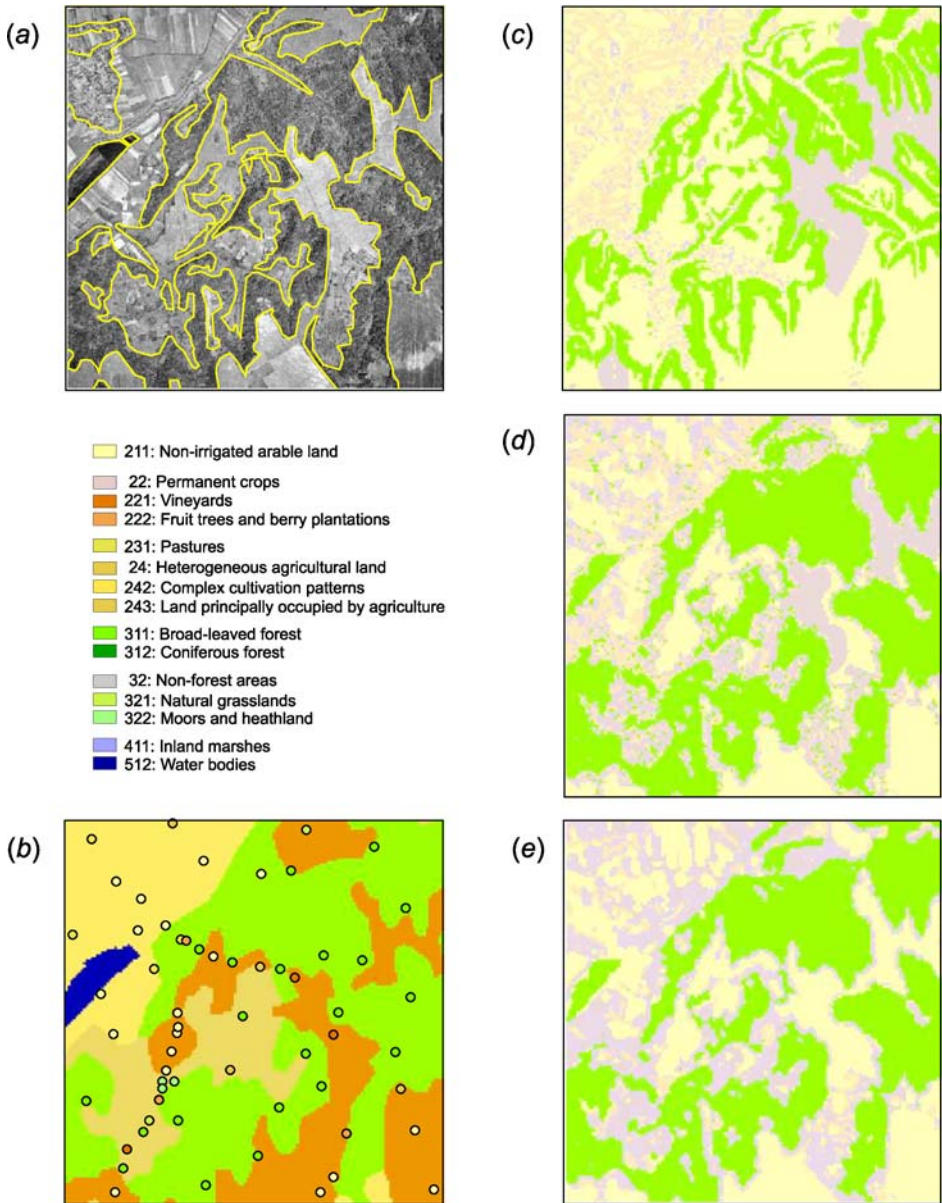 (a)
(c)
211: Non-irrigated arable land
22: Permanent crops
221: Vineyards
222: Fruit trees and berry plantations
231: Pastures
24: Heterogeneous agricultural land
242: Complex cultivation patterns
243: Land principally occupied by agriculture
311: Broad-leaved forest
312: Coniferous forest
32: Non-forest areas
321: Natural grasslands
322: Moors and heathland
411: Inland marshes
512: Water bodies
(d)
(b)
(e)